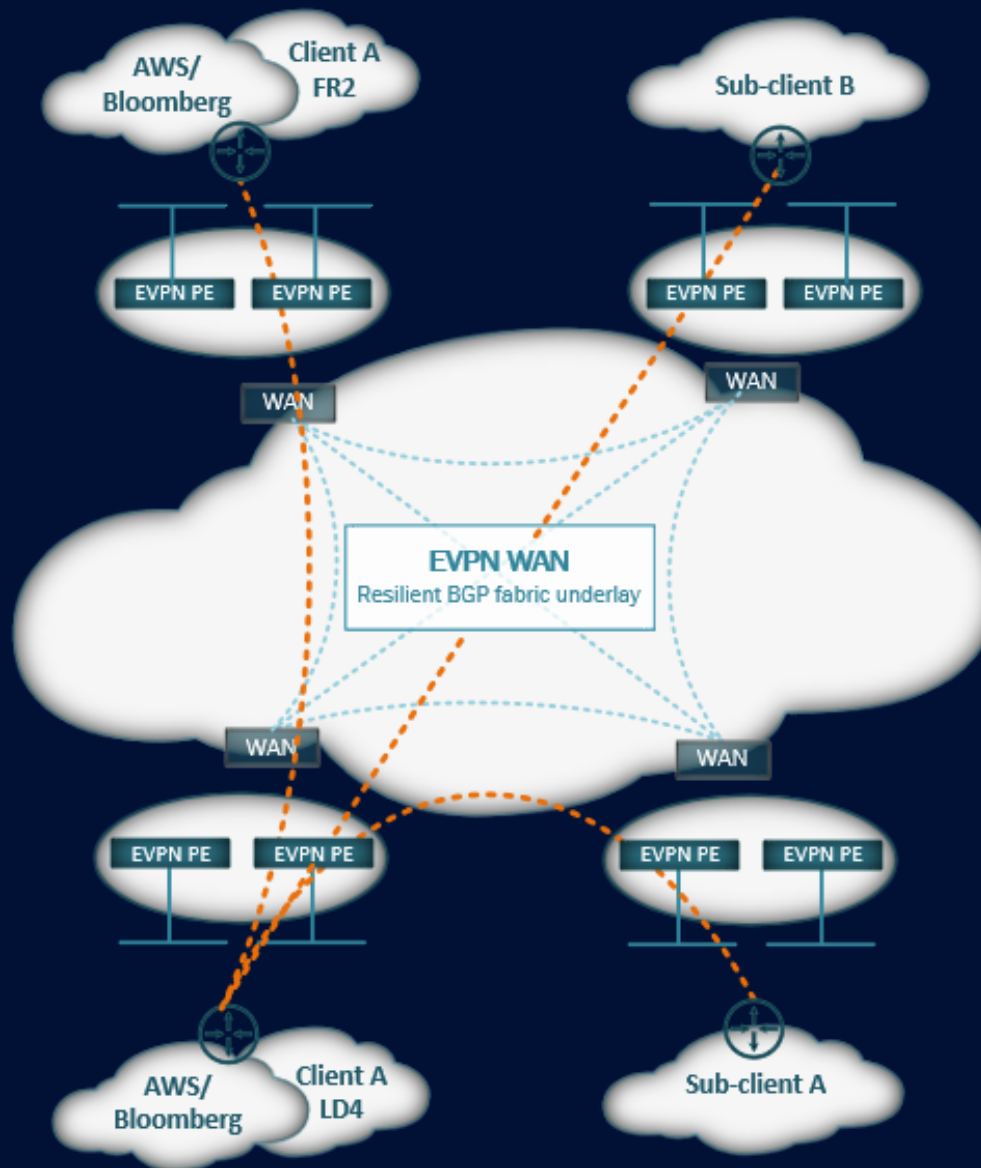 AWS/
Bloomberg
Client A
FR2
Sub-client B
EVPN PE
EVPN PE
EVPN PE
EVPN PE
WAN
WAN
EVPN WAN
Resilient BGP fabric underlay
WAN
WAN
EVPN PE
EVPN PE
EVPN PE
EVPN PE
AWS/
Bloomberg
Client A
LD4
Sub-client A